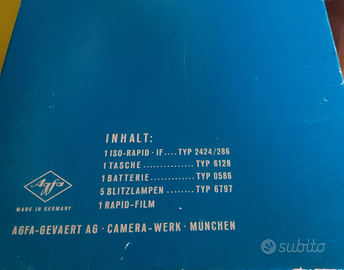 INHALT:
1 ISO-RAPID · IF.... TYP 2424/286
1 TASCHE .............. TYP 6128
1 BATTERIE ............. TYP 0586
5 BLITZLAMPEN ....... TYP 6797
1 RAPID-FILM
Agfa
MADE IN GERMANY
AGFA-GEVAERT AG · CAMERA-WERK · MÜNCHEN
subito